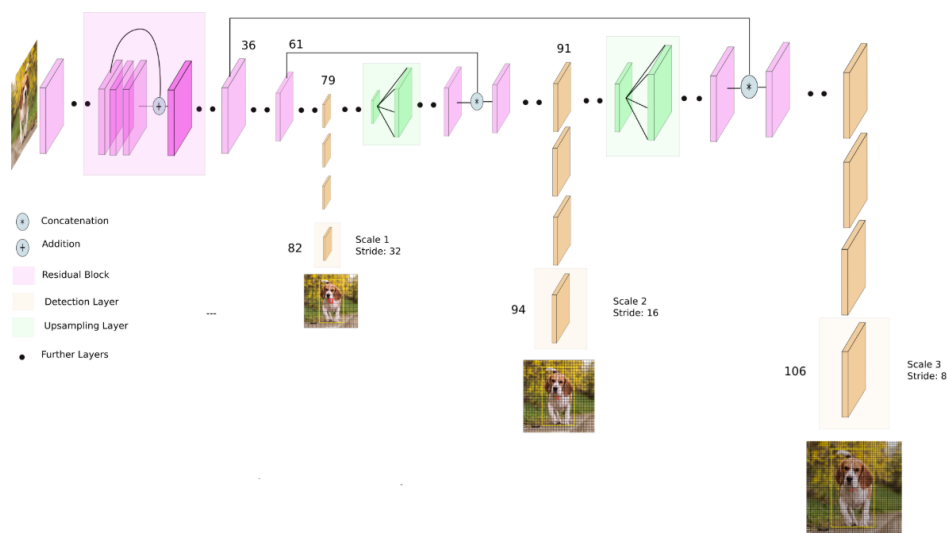 36
61
79
91
Concatenation
Addition
Residual Block
Detection Layer
Upsampling Layer
Further Layers
82
Scale 1
Stride: 32
94
Scale 2
Stride: 16
106
Scale 3
Stride: 8